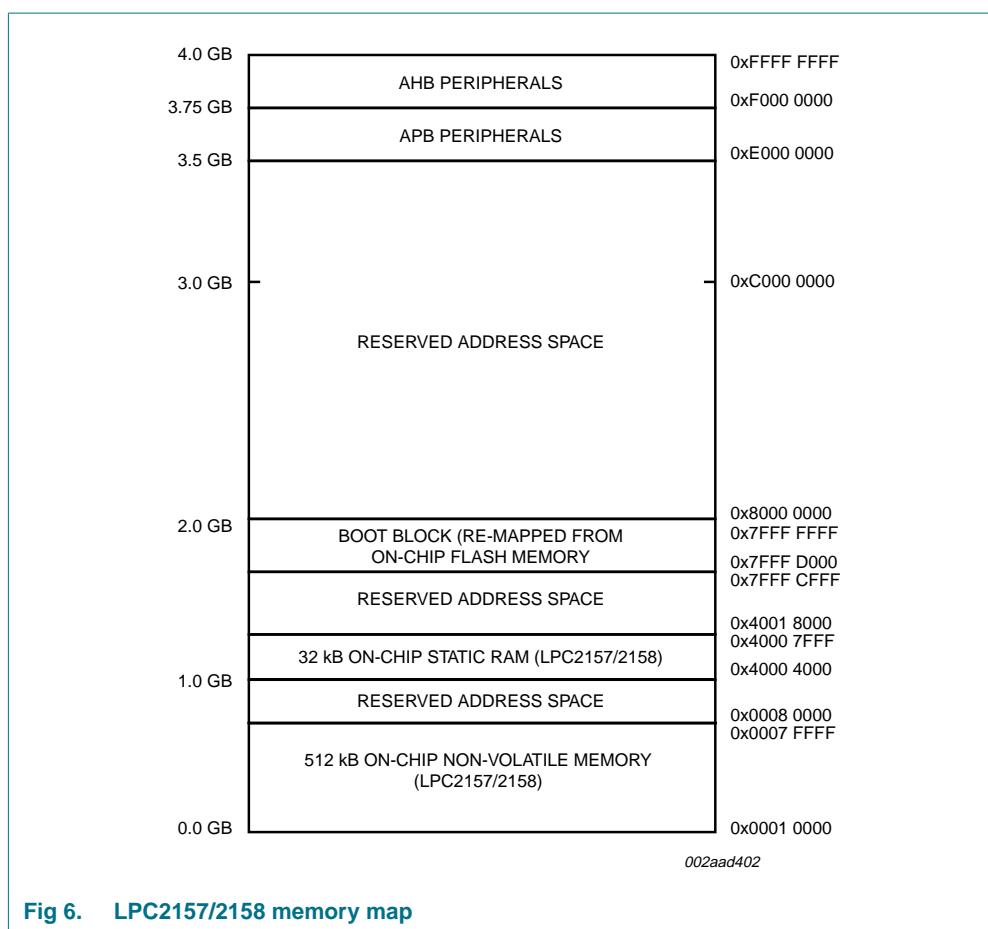 4.0 GB
0xFFFF FFFF
AHB PERIPHERALS
3.75 GB
0xF000 0000
APB PERIPHERALS
3.5 GB
0xE000 0000
3.0 GB
0xC000 0000
RESERVED ADDRESS SPACE
0x8000 0000
2.0 GB
0x7FFF FFFF
BOOT BLOCK (RE-MAPPED FROM
ON-CHIP FLASH MEMORY
0x7FFF D000
0x7FFF CFFF
RESERVED ADDRESS SPACE
0x4001 8000
0x4000 7FFF
32 kB ON-CHIP STATIC RAM (LPC2157/2158)
0x4000 4000
1.0 GB
RESERVED ADDRESS SPACE
0x0008 0000
0x0007 FFFF
512 kB ON-CHIP NON-VOLATILE MEMORY
(LPC2157/2158)
0.0 GB
0x0001 0000
002aad402
Fig 6. LPC2157/2158 memory map